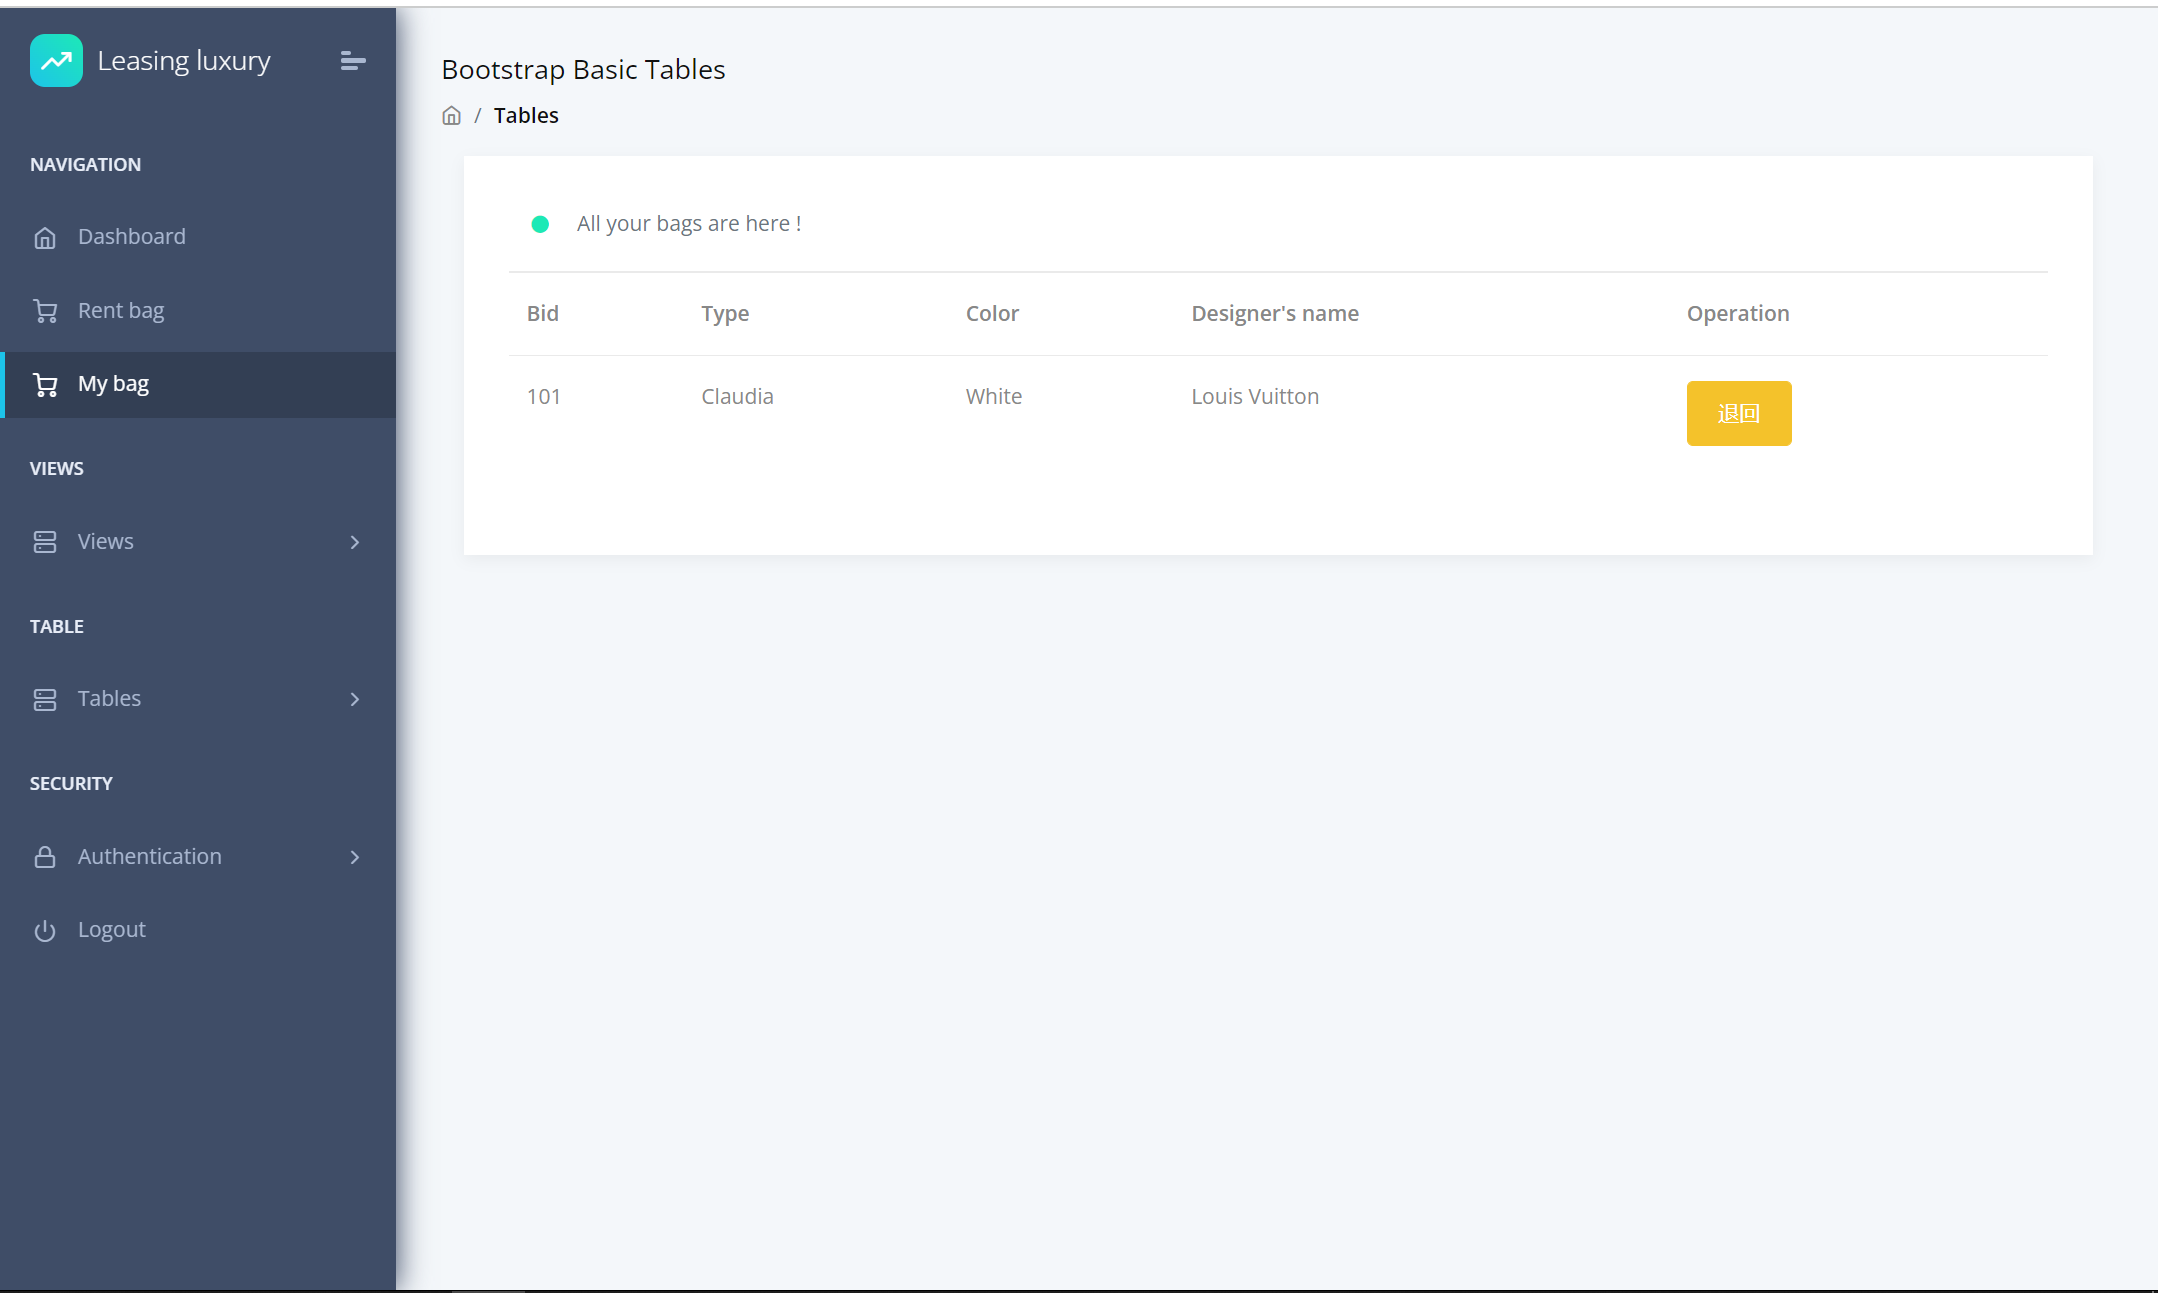 Leasing luxury
NAVIGATION
Dashboard
Rent bag
My bag
VIEWS
Views
TABLE
Tables
SECURITY
Authentication
Logout
Bootstrap Basic Tables
/ Tables
All your bags are here !
Bid Type Color Designer's name Operation
101 Claudia White Louis Vuitton 退回